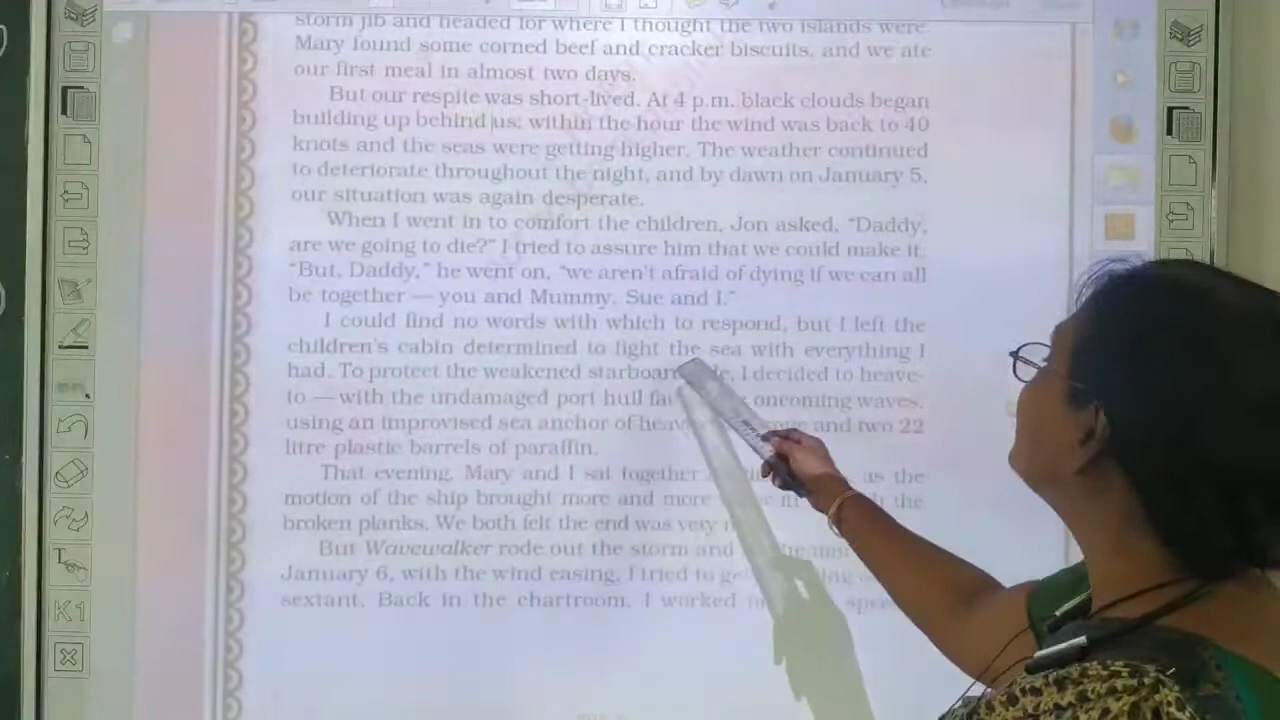 storm jib and headed for where I thought the two islands were.
Mary found some corned beef and cracker biscuits, and we ate
our first meal in almost two days.
But our respite was short-lived. At 4 p.m. black clouds began
building up behind us; within the hour the wind was back to 40
knots and the seas were getting higher. The weather continued
to deteriorate throughout the night, and by dawn on January 5,
our situation was again desperate.
When I went in to comfort the children, Jon asked, “Daddy,
are we going to die?” I tried to assure him that we could make it.
“But, Daddy,” he went on, “we aren't afraid of dying if we can all
be together — you and Mummy, Sue and I.”
I could find no words with which to respond, but I left the
children's cabin determined to fight the sea with everything I
had. To protect the weakened starboard I decided to heave-
to — with the undamaged port hull oncoming waves,
using an improvised sea anchor of and two 22
litre plastic barrels of paraffin.
That evening, Mary and I sat together as the
motion of the ship brought more and more the
broken planks. We both felt the end was very
But Wavewalker rode out the storm and
January 6, with the wind easing, I tried to
sextant. Back in the chartroom, I worked
K1